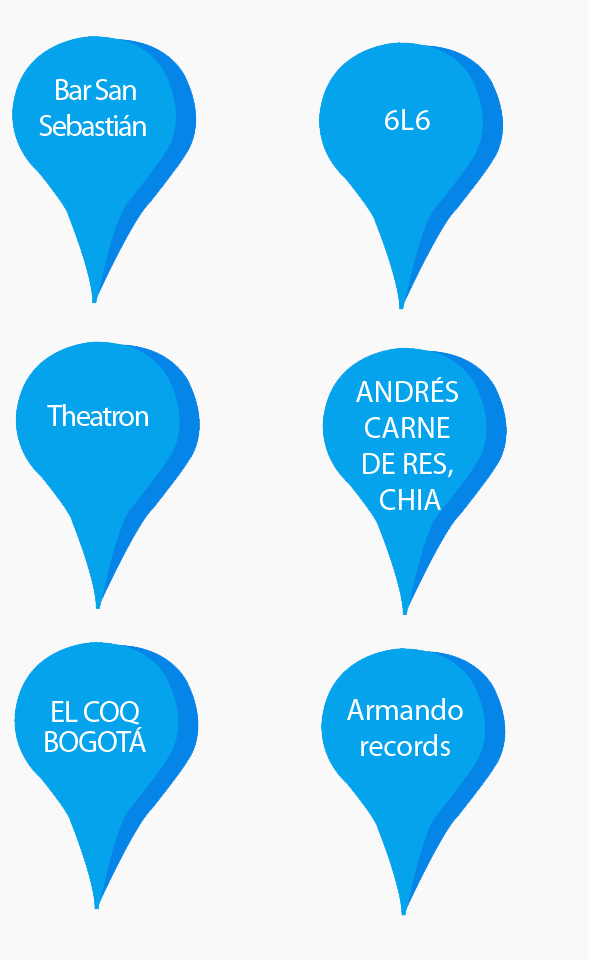 Bar San
Sebastián
6L6
Theatron
ANDRÉS
CARNE
DE RES,
CHIA
EL COQ
BOGOTÁ
Armando
records